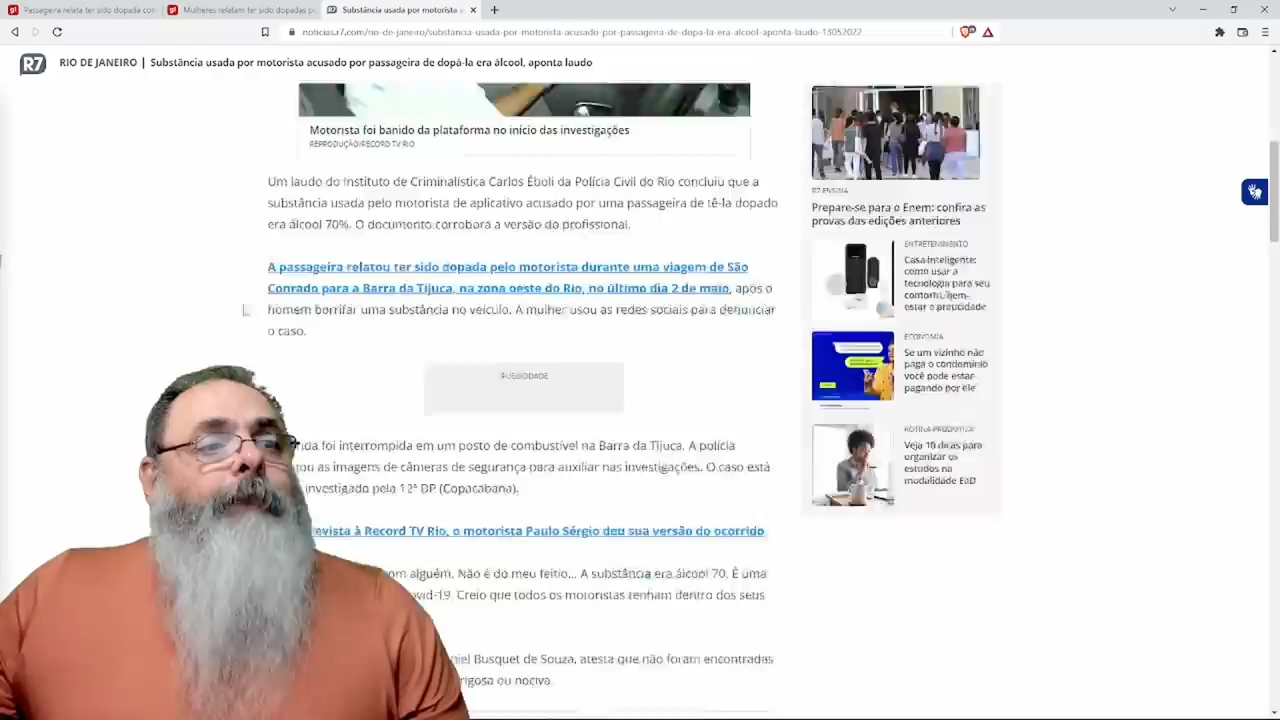 Passageira relata ter sido dopada con
Mulheres relatam ter sido dopadas p
Substância usada por motorista a
noticias.r7.com/rio-de-janeiro/substancia-usada-por-motorista-acusado-por-passageira-de-dopa-la-era-alcool-aponta-laudo-13052022
R7
RIO DE JANEIRO | Substância usada por motorista acusado por passageira de dopá-la era álcool, aponta laudo
Motorista foi banido da plataforma no início das investigações
REPRODUÇÃO/RECORD TV RIO
Um laudo do Instituto de Criminalística Carlos Éboli da Polícia Civil do Rio concluiu que a
substância usada pelo motorista de aplicativo acusado por uma passageira de tê-la dopado
era álcool 70%. O documento corrobora a versão do profissional.
A passageira relatou ter sido dopada pelo motorista durante uma viagem de São
Conrado para a Barra da Tijuca, na zona oeste do Rio, no último dia 2 de maio, após o
homem borrifar uma substância no veículo. A mulher usou as redes sociais para denunciar
o caso.
PUBLICIDADE
ida foi interrompida em um posto de combustível na Barra da Tijuca. A polícia
ou as imagens de câmeras de segurança para auxiliar nas investigações. O caso está
investigado pela 12ª DP (Copacabana).
evista à Record TV Rio, o motorista Paulo Sérgio deu sua versão do ocorrido
om alguém. Não é do meu feitio... A substância era álcool 70. É uma
ovid-19. Creio que todos os motoristas tenham dentro dos seus
niel Busquet de Souza, atesta que não foram encontradas
rigosa ou nociva.
R7 ENSINA
Prepare-se para o Enem: confira as
provas das edições anteriores
ENTRETENIMENTO
Casa Inteligente:
como usar a
tecnologia para seu
conforto, bem-
estar e praticidade
ECONOMIA
Se um vizinho não
paga o condomínio
você pode estar
pagando por ele
ROTINA PRODUTIVA
Veja 10 dicas para
organizar os
estudos na
modalidade EaD